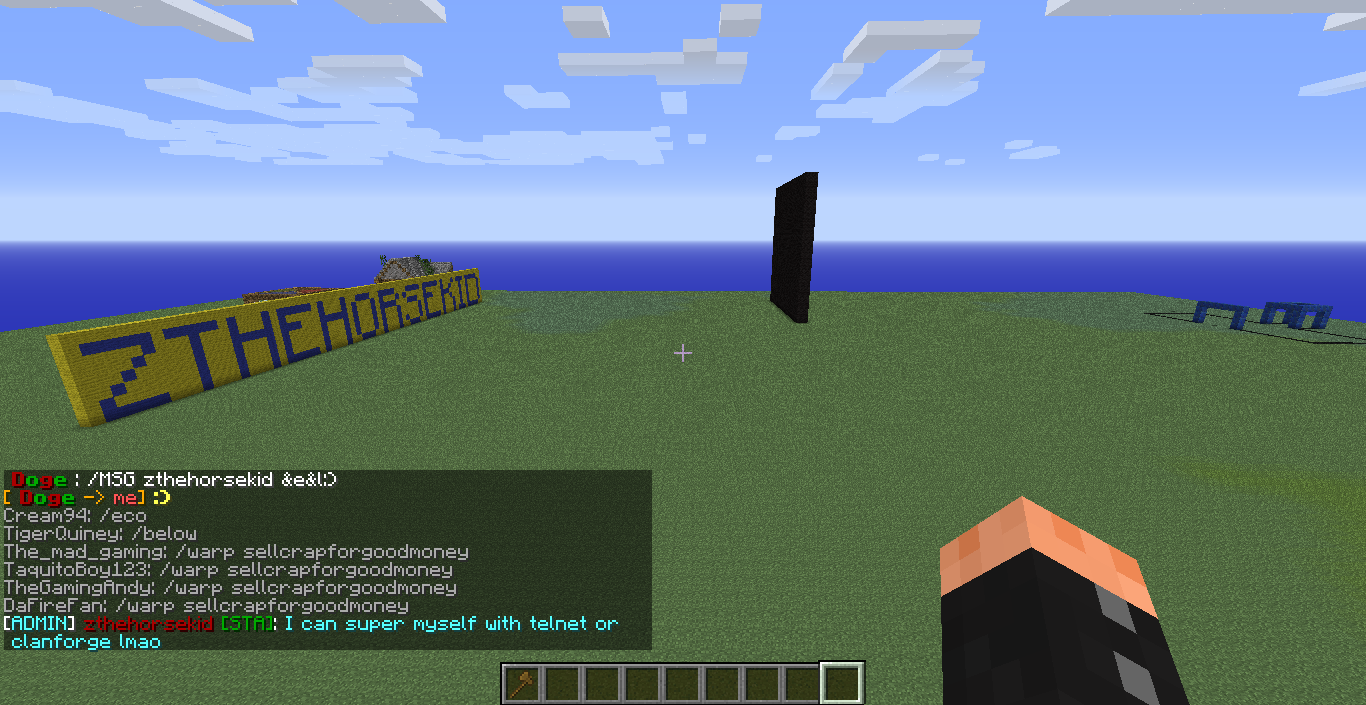 ZTHEHORSEKID
Doge : /MSG zthehorsekid &e&l:)
[ Doge -> me] :)
Cream94: /eco
TigerQuiney: /below
The_mad_gaming: /warp sellcrapforgoodmoney
TaquitoBoy123: /warp sellcrapforgoodmoney
TheGamingAndy: /warp sellcrapforgoodmoney
DaFireFan: /warp sellcrapforgoodmoney
[ADMIN] zthehorsekid [STA]: I can super myself with telnet or
clanforge lmao